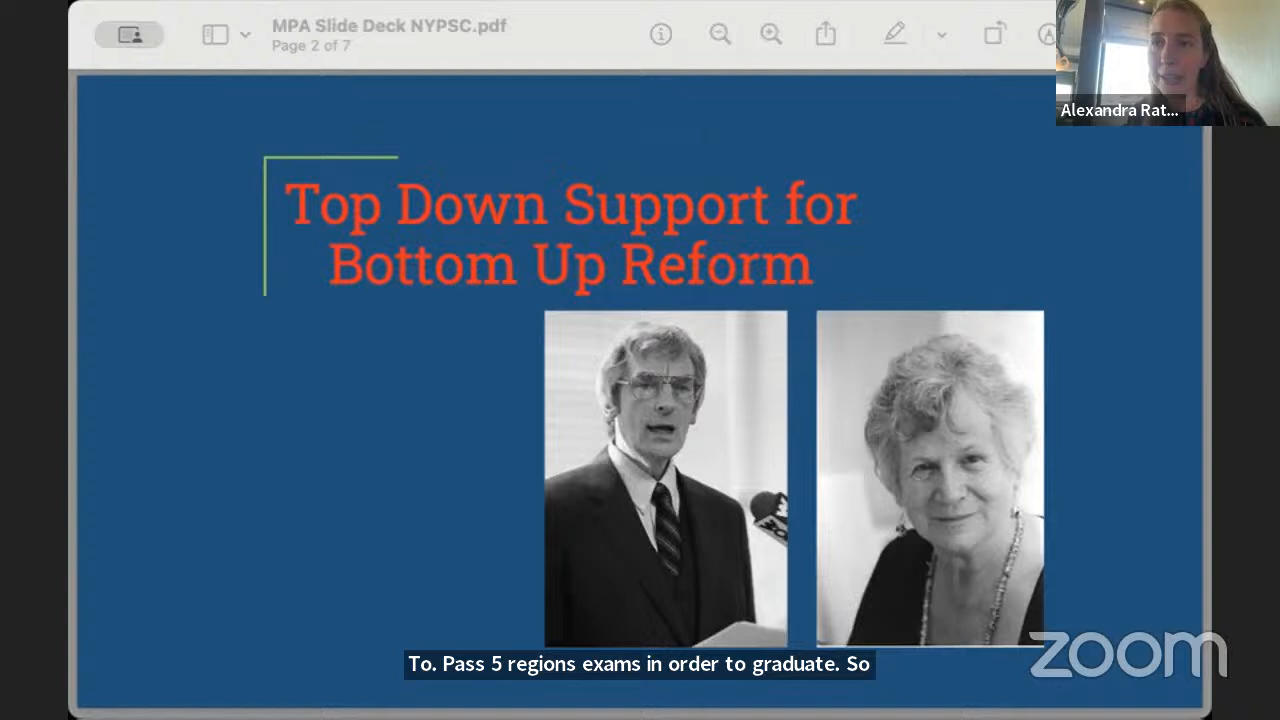 MPA Slide Deck NYPSC.pdf
Page 2 of 7
Alexandra Rat...
Top Down Support for
Bottom Up Reform
To. Pass 5 regions exams in order to graduate. So
zoom